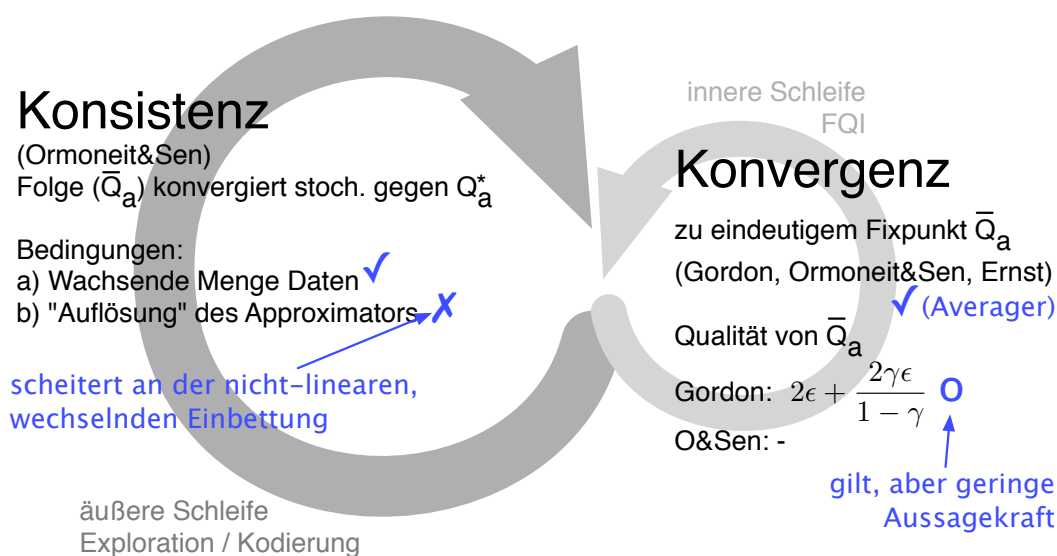 Konsistenz
(Ormoneit&Sen)
Folge (Q̅a) konvergiert stoch. gegen Q*a
Bedingungen:
a) Wachsende Menge Daten ✓
b) "Auflösung" des Approximators ✗
scheitert an der nicht-linearen,
wechselnden Einbettung
äußere Schleife
Exploration / Kodierung
innere Schleife
FQI
Konvergenz
zu eindeutigem Fixpunkt Q̅a
(Gordon, Ormoneit&Sen, Ernst)
✓ (Averager)
Qualität von Q̅a
Gordon: 2ϵ + 2γϵ / 1 − γ o
O&Sen: -
gilt, aber geringe
Aussagekraft